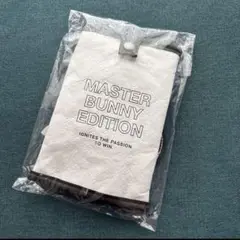 MASTER
BUNNY
EDITION
IGNITES THE PASSION
TO WIN